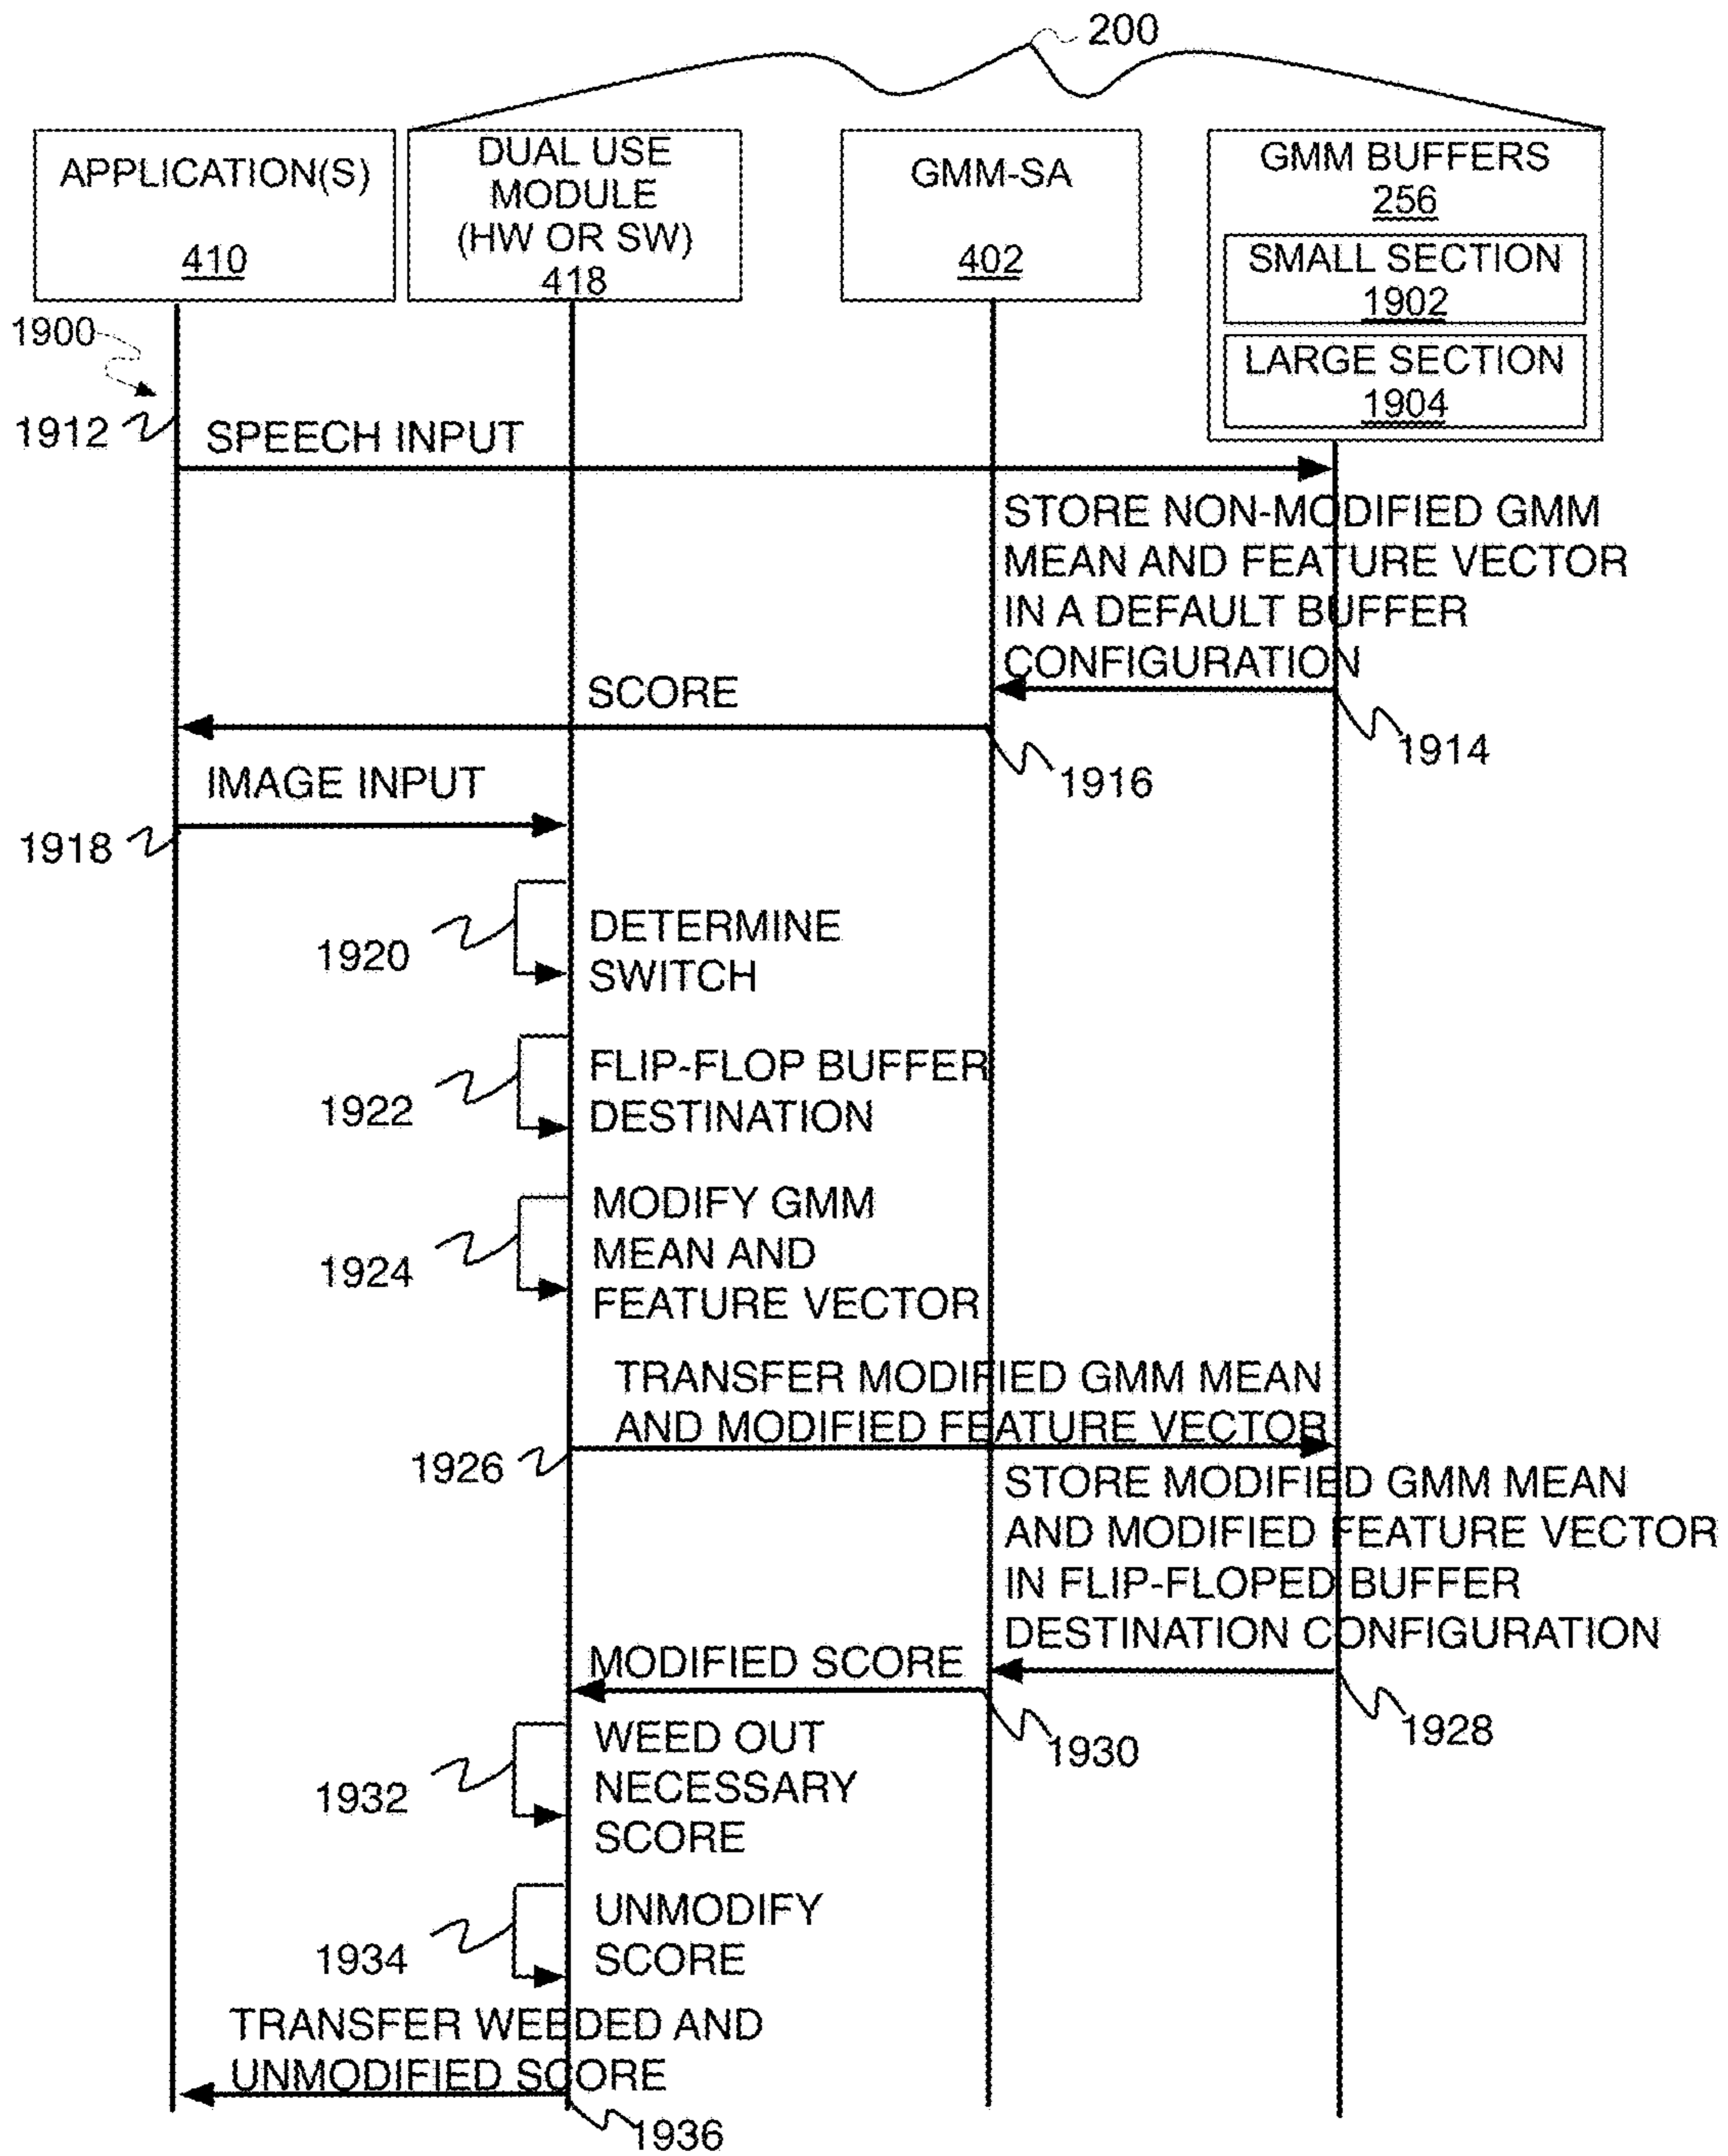 200
APPLICATION(S)
410
DUAL USE
MODULE
(HW OR SW)
418
GMM-SA
402
GMM BUFFERS
256
SMALL SECTION
1902
LARGE SECTION
1904
1900
1912
SPEECH INPUT
STORE NON-MODIFIED GMM
MEAN AND FEATURE VECTOR
IN A DEFAULT BUFFER
CONFIGURATION
SCORE
1914
1916
IMAGE INPUT
1918
1920
DETERMINE
SWITCH
1922
FLIP-FLOP BUFFER
DESTINATION
1924
MODIFY GMM
MEAN AND
FEATURE VECTOR
TRANSFER MODIFIED GMM MEAN
AND MODIFIED FEATURE VECTOR
1926
STORE MODIFIED GMM MEAN
AND MODIFIED FEATURE VECTOR
IN FLIP-FLOPED BUFFER
DESTINATION CONFIGURATION
MODIFIED SCORE
1928
1930
1932
WEED OUT
NECESSARY
SCORE
1934
UNMODIFY
SCORE
TRANSFER WEEDED AND
UNMODIFIED SCORE
1936